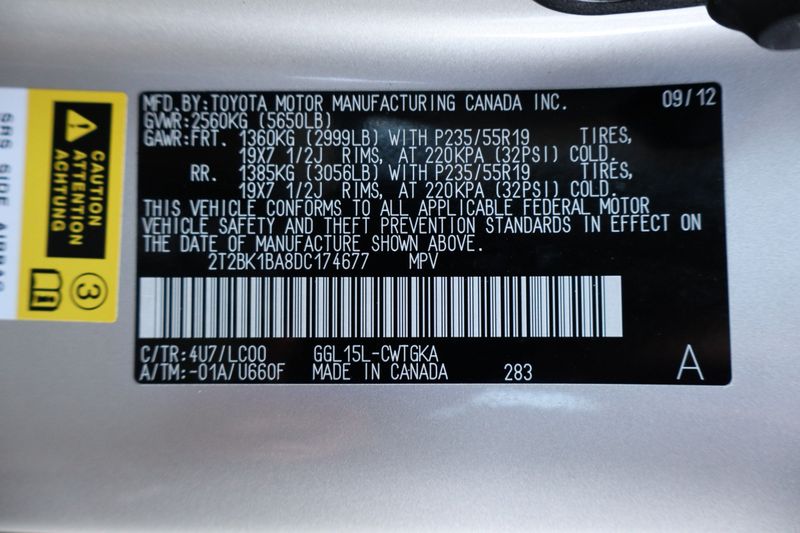 SRS SIDE AIRBAG
CAUTION
ATTENTION
ACHTUNG
3
MFD.BY:TOYOTA MOTOR MANUFACTURING CANADA INC. 09/12
GVWR:2560KG (5650LB)
GAWR:FRT. 1360KG (2999LB) WITH P235/55R19 TIRES,
19X7 1/2J RIMS, AT 220KPA (32PSI) COLD.
RR. 1385KG (3056LB) WITH P235/55R19 TIRES,
19X7 1/2J RIMS, AT 220KPA (32PSI) COLD.
THIS VEHICLE CONFORMS TO ALL APPLICABLE FEDERAL MOTOR
VEHICLE SAFETY AND THEFT PREVENTION STANDARDS IN EFFECT ON
THE DATE OF MANUFACTURE SHOWN ABOVE.
2T2BK1BA8DC174677 MPV
C/TR:4U7/LC00 GGL15L-CWTGKA
A/TM:-01A/U660F MADE IN CANADA 283 A